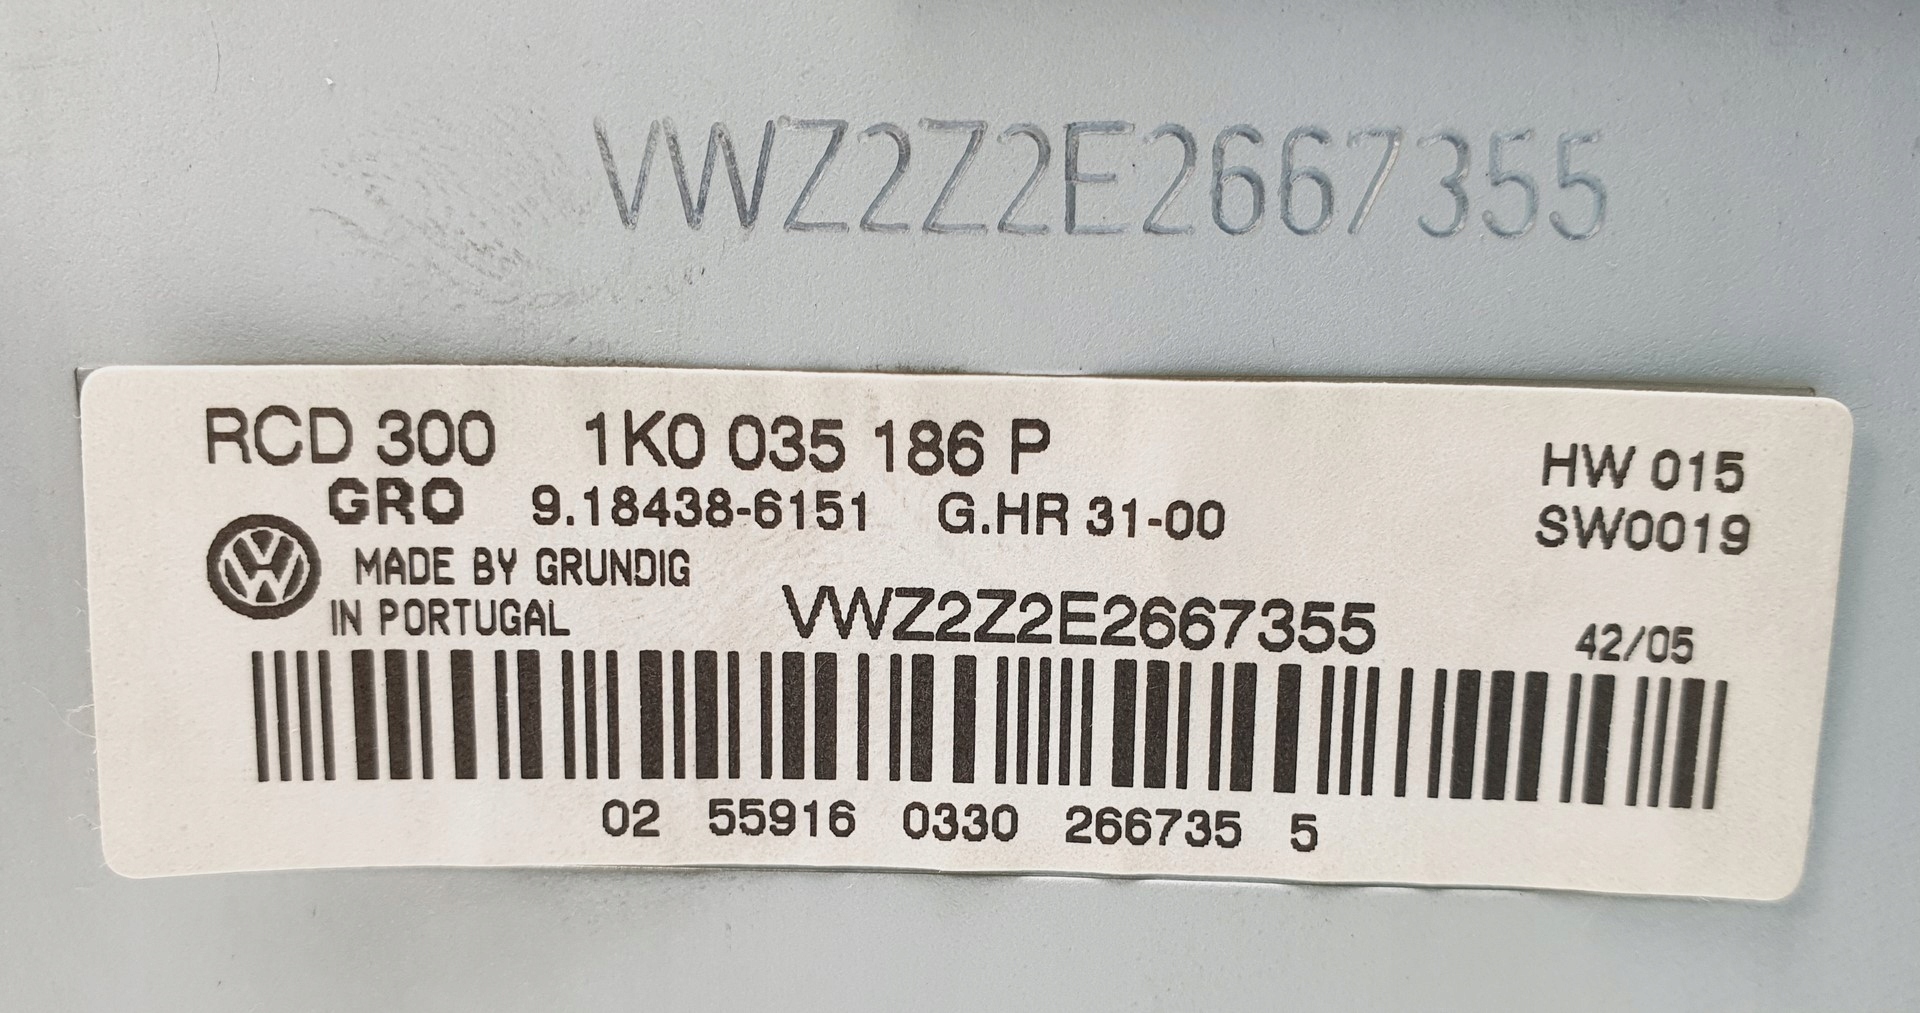 VWZ2Z2E2667355
RCD 300 1K0 035 186 P
HW 015
GRO 9.18438-6151 G.HR 31-00
SW0019
MADE BY GRUNDIG
IN PORTUGAL
VWZ2Z2E2667355
42/05
02 55916 0330 266735 5